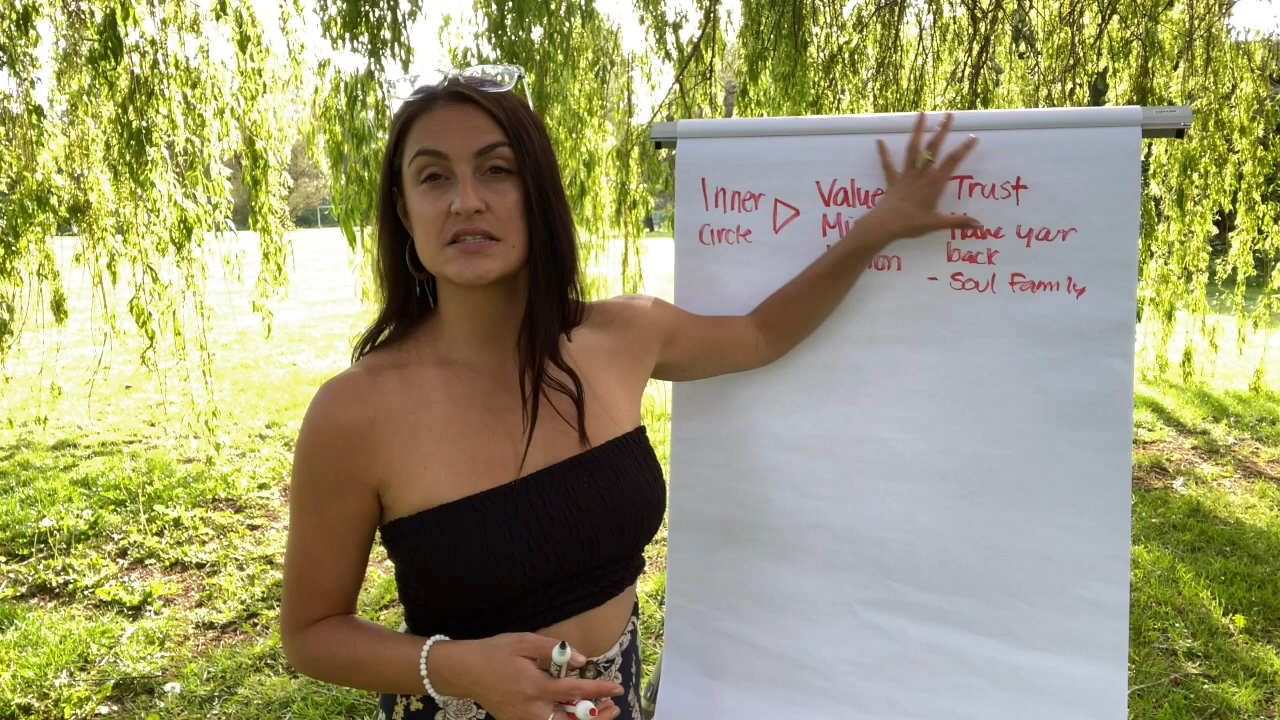 Inner
Circle
Value
Trust
Have your
back
- Soul Family